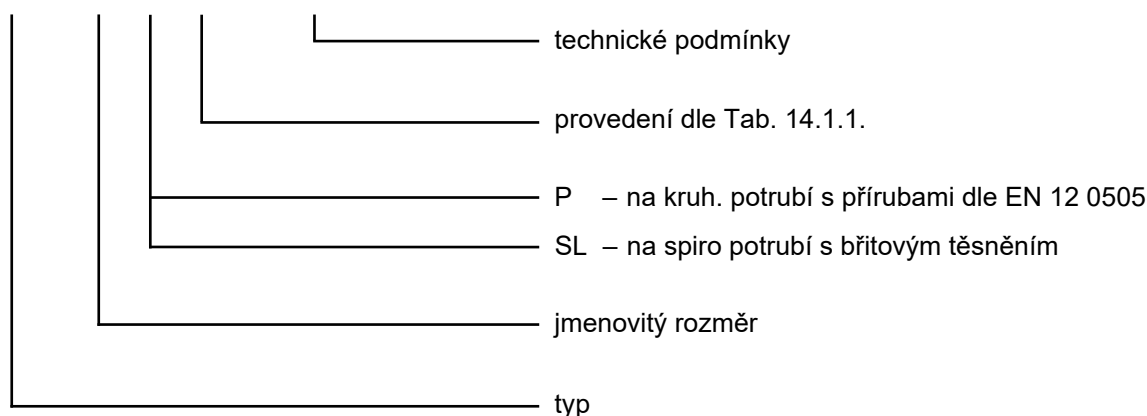 technické podmínky
provedení dle Tab. 14.1.1.
P – na kruh. potrubí s přírubami dle EN 12 0505
SL – na spiro potrubí s břitovým těsněním
jmenovitý rozměr
typ